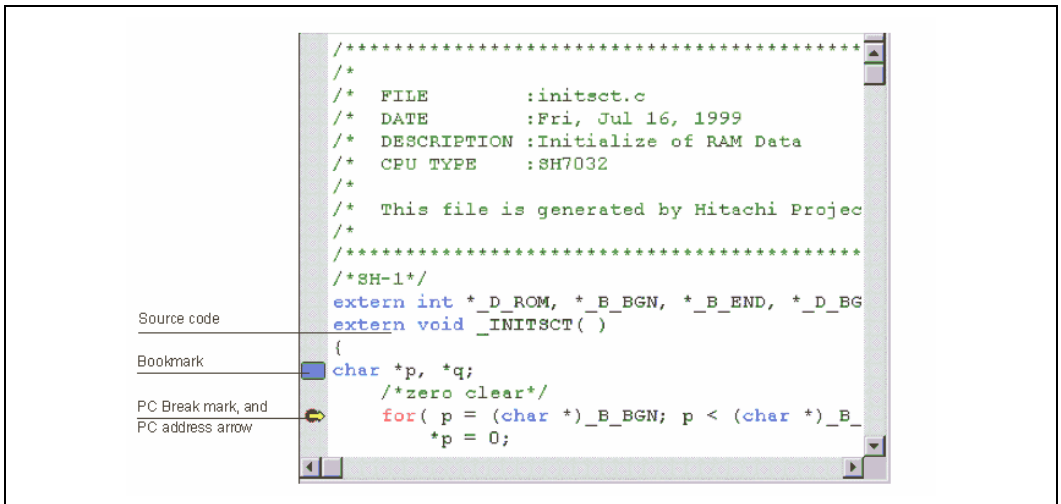 /********************************************
/*
/*  FILE        :initsct.c
/*  DATE        :Fri, Jul 16, 1999
/*  DESCRIPTION :Initialize of RAM Data
/*  CPU TYPE    :SH7032
/*
/*  This file is generated by Hitachi Projec
/*
/********************************************
/*SH-1*/
extern int *_D_ROM, *_B_BGN, *_B_END, *_D_BG
Source code
extern void _INITSCT( )
{
Bookmark
char *p, *q;
/*zero clear*/
PC Break mark, and
PC address arrow
for( p = (char *)_B_BGN; p < (char *)_B_
*p = 0;